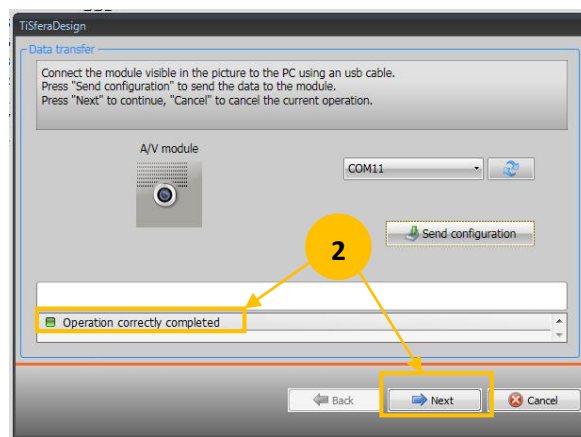 TiSferaDesign
Data transfer
Connect the module visible in the picture to the PC using an usb cable.
Press "Send configuration" to send the data to the module.
Press "Next" to continue, "Cancel" to cancel the current operation.
A/V module
COM11
Send configuration
2
Operation correctly completed
Back
Next
Cancel